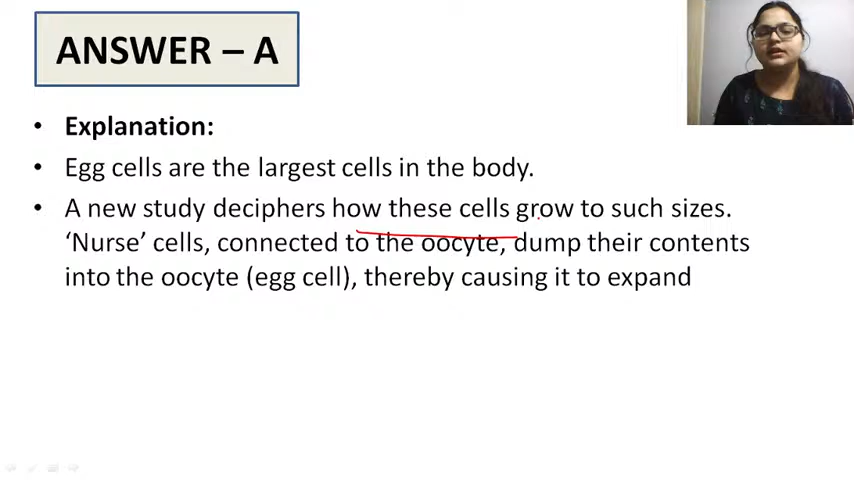 ANSWER – A
• Explanation:
• Egg cells are the largest cells in the body.
• A new study deciphers how these cells grow to such sizes.
‘Nurse’ cells, connected to the oocyte, dump their contents
into the oocyte (egg cell), thereby causing it to expand